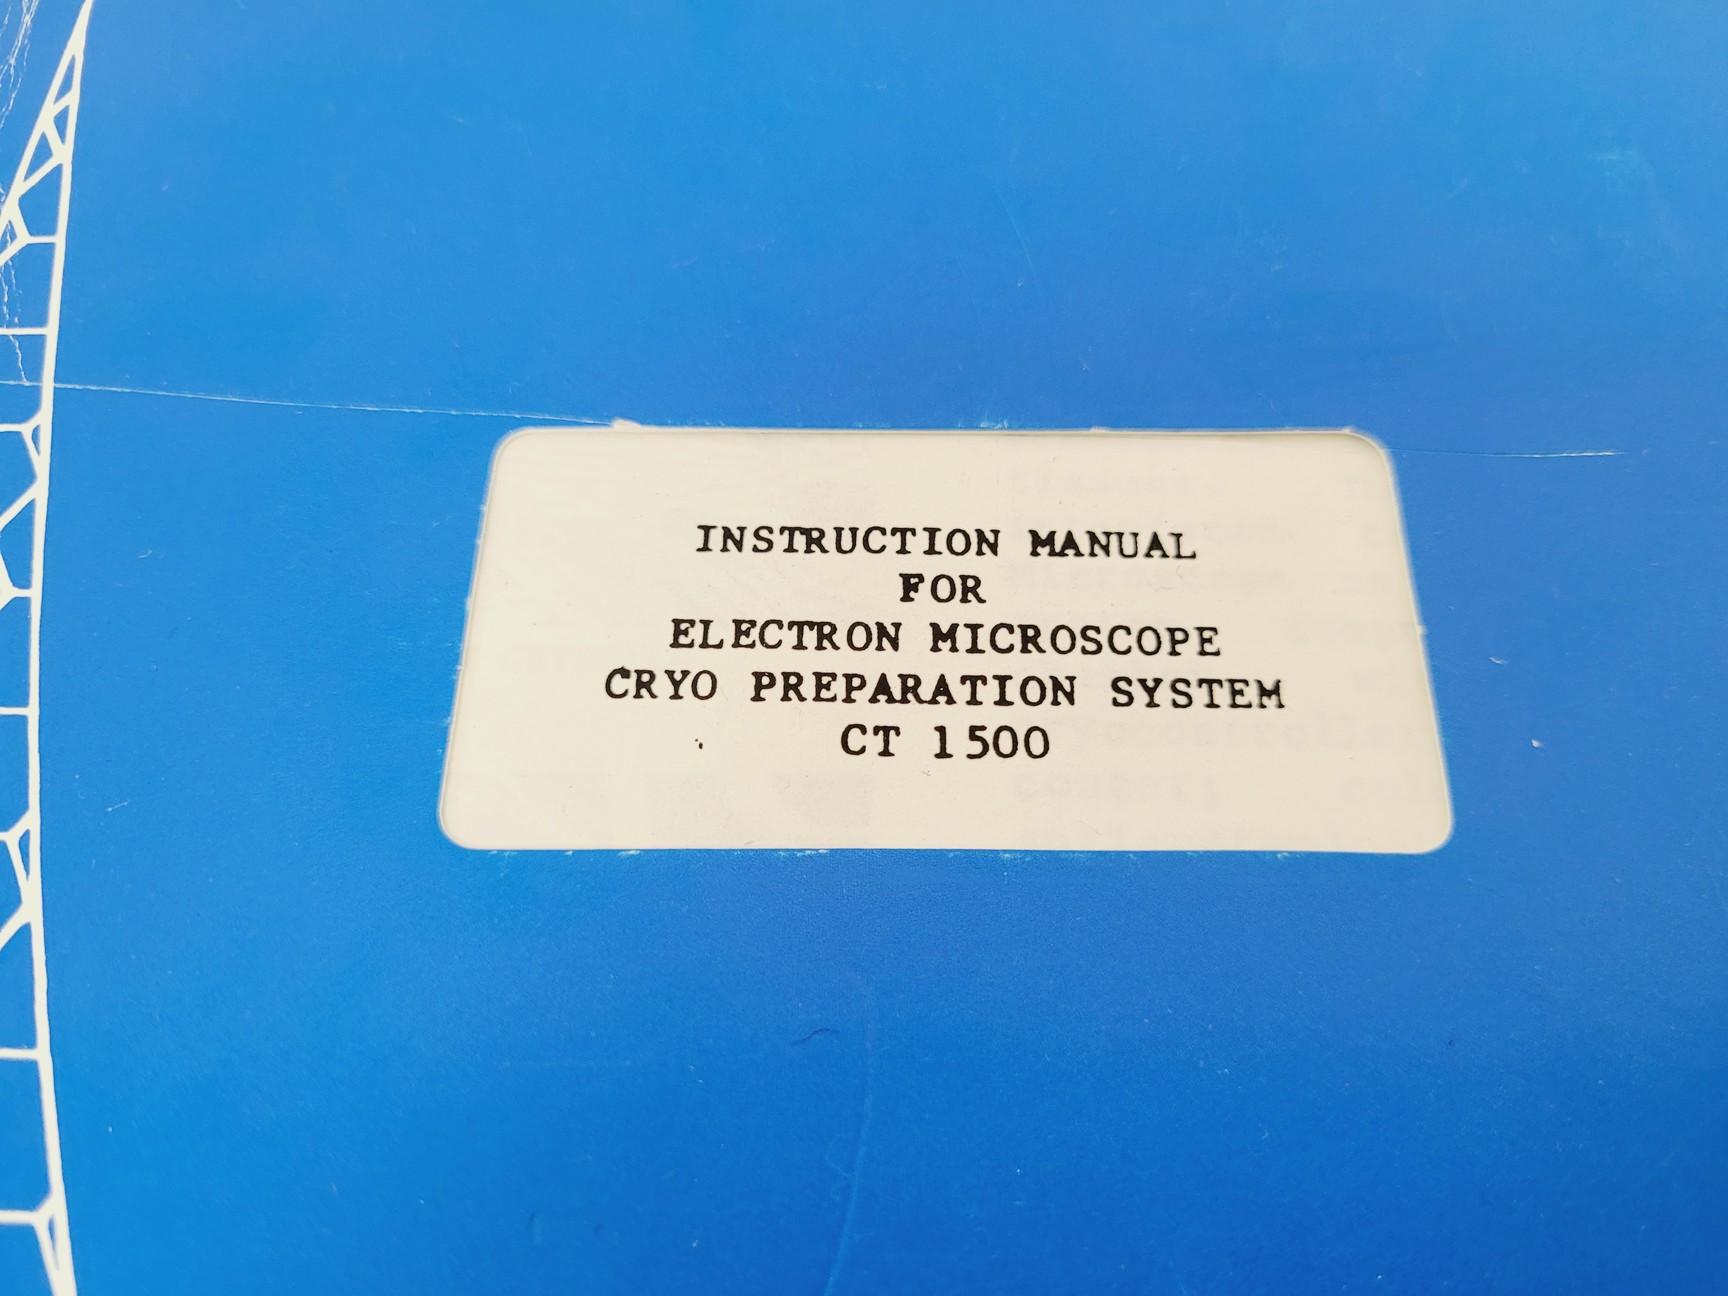 INSTRUCTION MANUAL
FOR
ELECTRON MICROSCOPE
CRYO PREPARATION SYSTEM
CT 1500